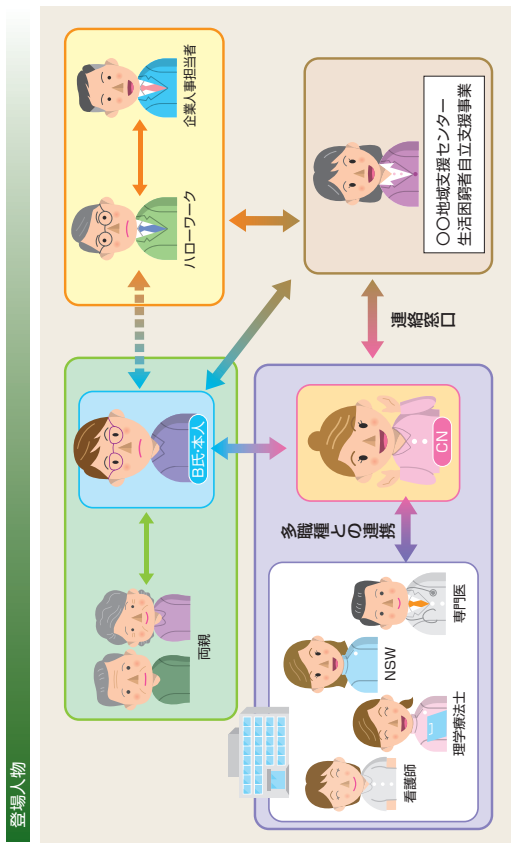 登場人物
両親
B氏・本人
ハローワーク
企業人事担当者
看護師
理学療法士
NSW
専門医
多職種との連携
CN
連絡窓口
〇〇地域支援センター
生活困窮者自立支援事業